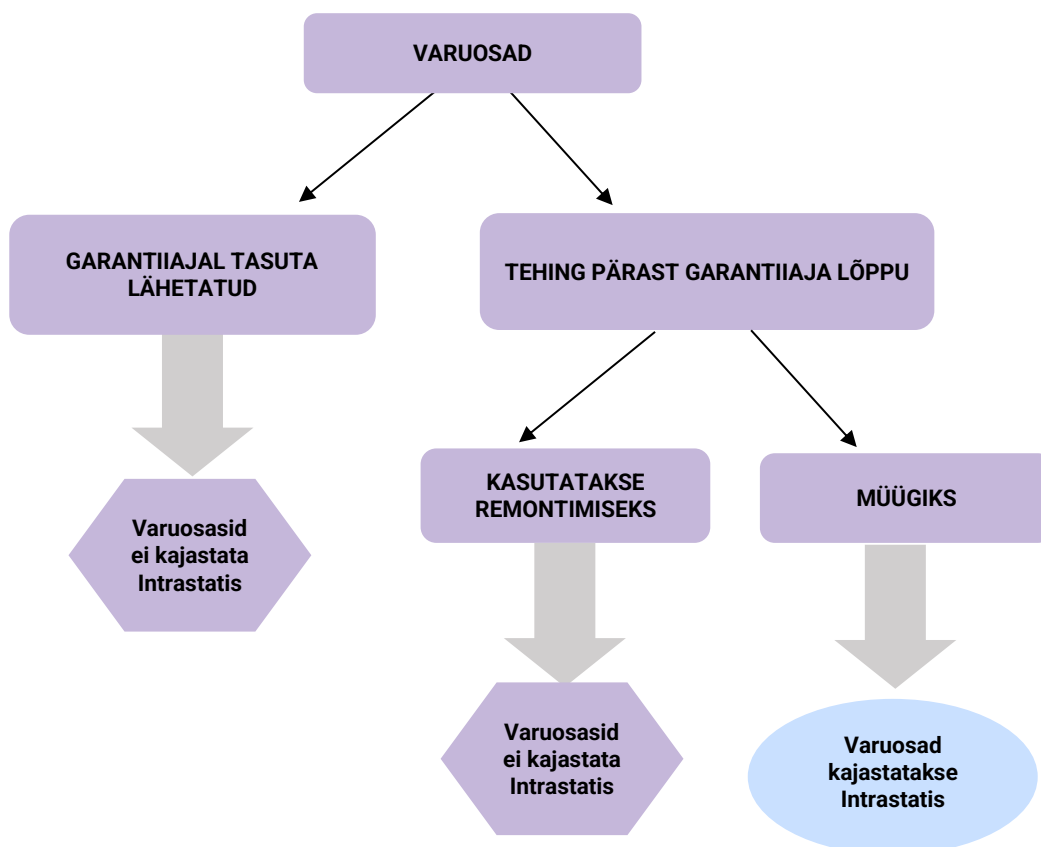 VARUOSAD
GARANTIIAJAL TASUTA
LÄHETATUD
TEHING PÄRAST GARANTIIAJA LÕPPU
KASUTATAKSE
REMONTIMISEKS
MÜÜGIKS
Varuosasid
ei kajastata
Intrastatis
Varuosasid
ei kajastata
Intrastatis
Varuosad
kajastatakse
Intrastatis